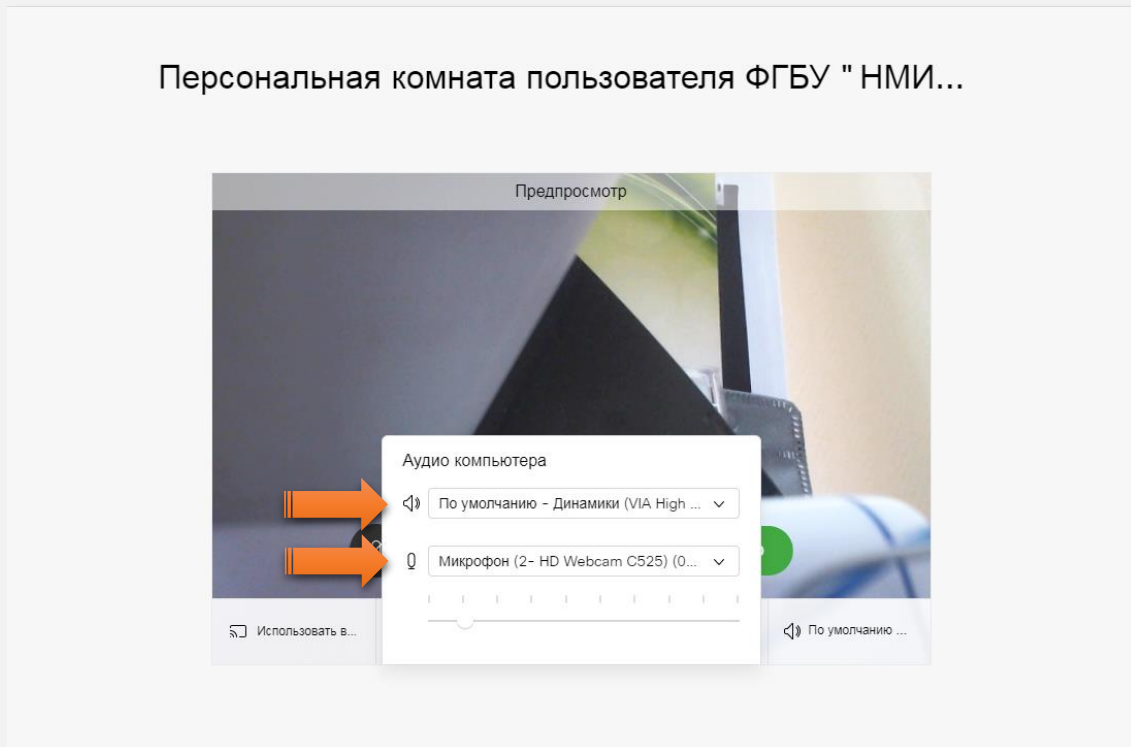 Персональная комната пользователя ФГБУ " НМИ...
Предпросмотр
Аудио компьютера
По умолчанию - Динамики (VIA High ...
Микрофон (2- HD Webcam C525) (0...
Использовать в...
По умолчанию ...